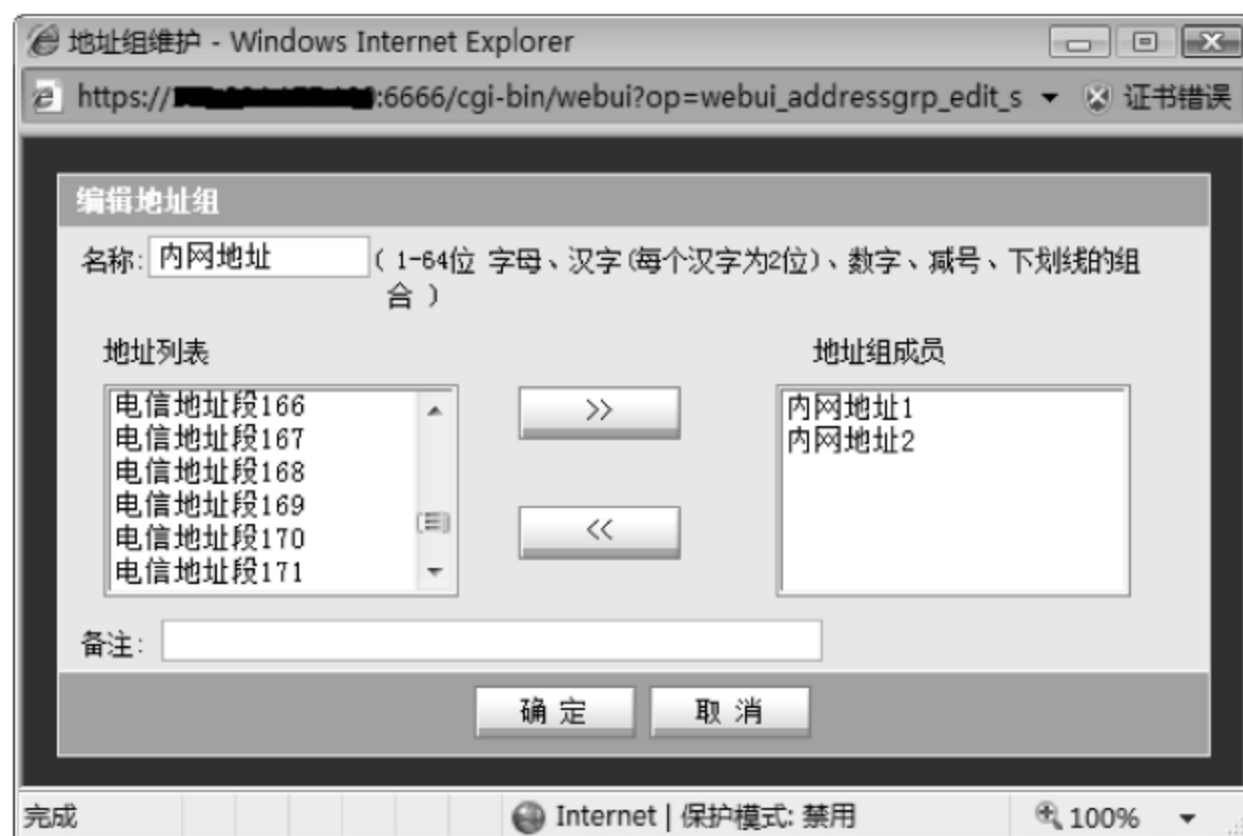 地址组维护 - Windows Internet Explorer
https:// :6666/cgi-bin/webui?op=webui_addressgrp_edit_s 证书错误
编辑地址组
名称: 内网地址 ( 1-64位 字母、汉字(每个汉字为2位)、数字、减号、下划线的组
合 )
地址列表 地址组成员
电信地址段166 >> 内网地址1
电信地址段167 内网地址2
电信地址段168
电信地址段169
电信地址段170 <<
电信地址段171
备注:
确 定 取 消
完成 Internet | 保护模式: 禁用 100%